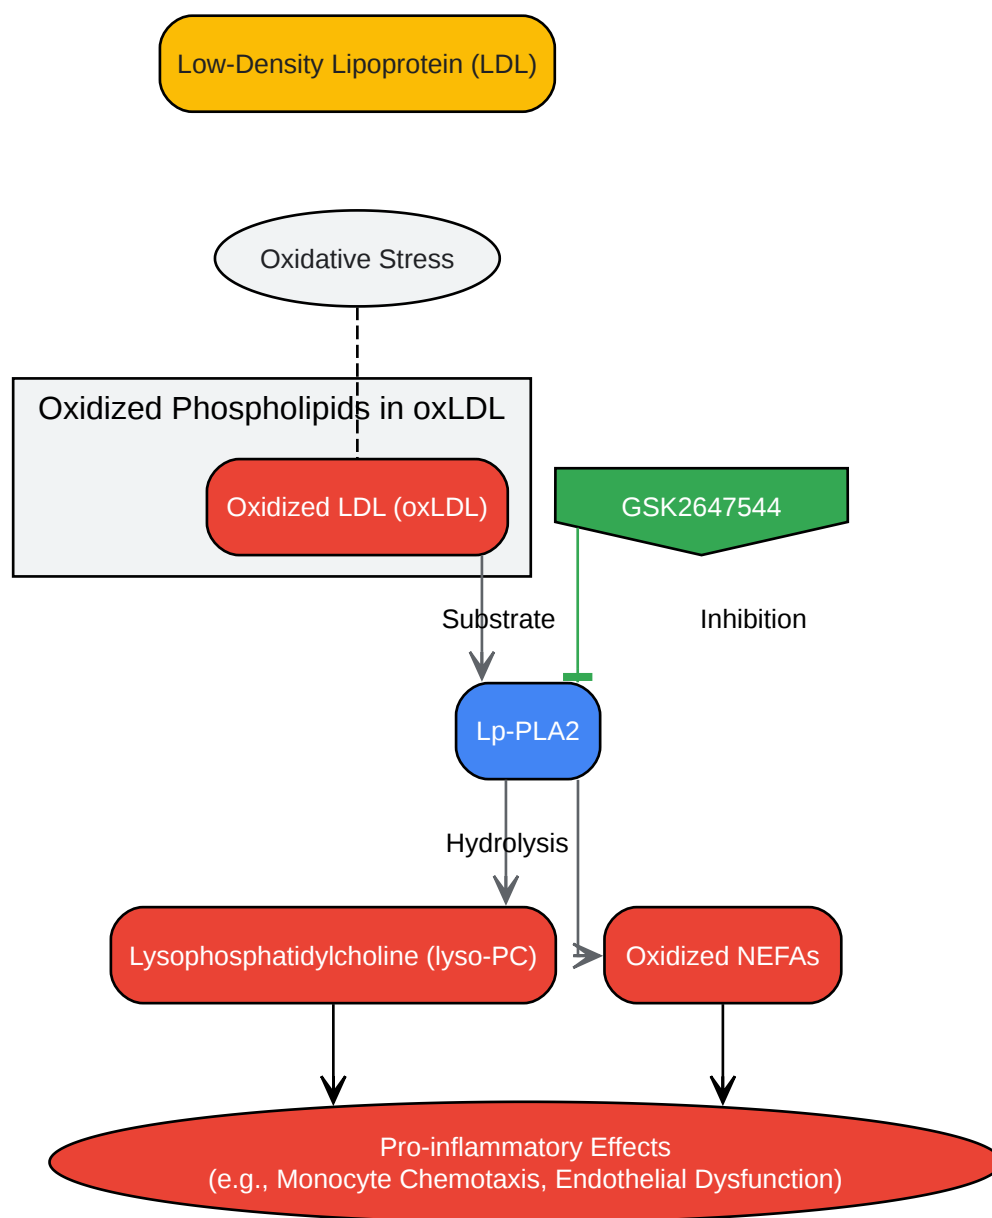 Low-Density Lipoprotein (LDL)
Oxidative Stress
Oxidized Phospholipids in oxLDL
Oxidized LDL (oxLDL)
GSK2647544
Substrate
Inhibition
Lp-PLA2
Hydrolysis
Lysophosphatidylcholine (lyso-PC)
Oxidized NEFAs
Pro-inflammatory Effects
(e.g., Monocyte Chemotaxis, Endothelial Dysfunction)